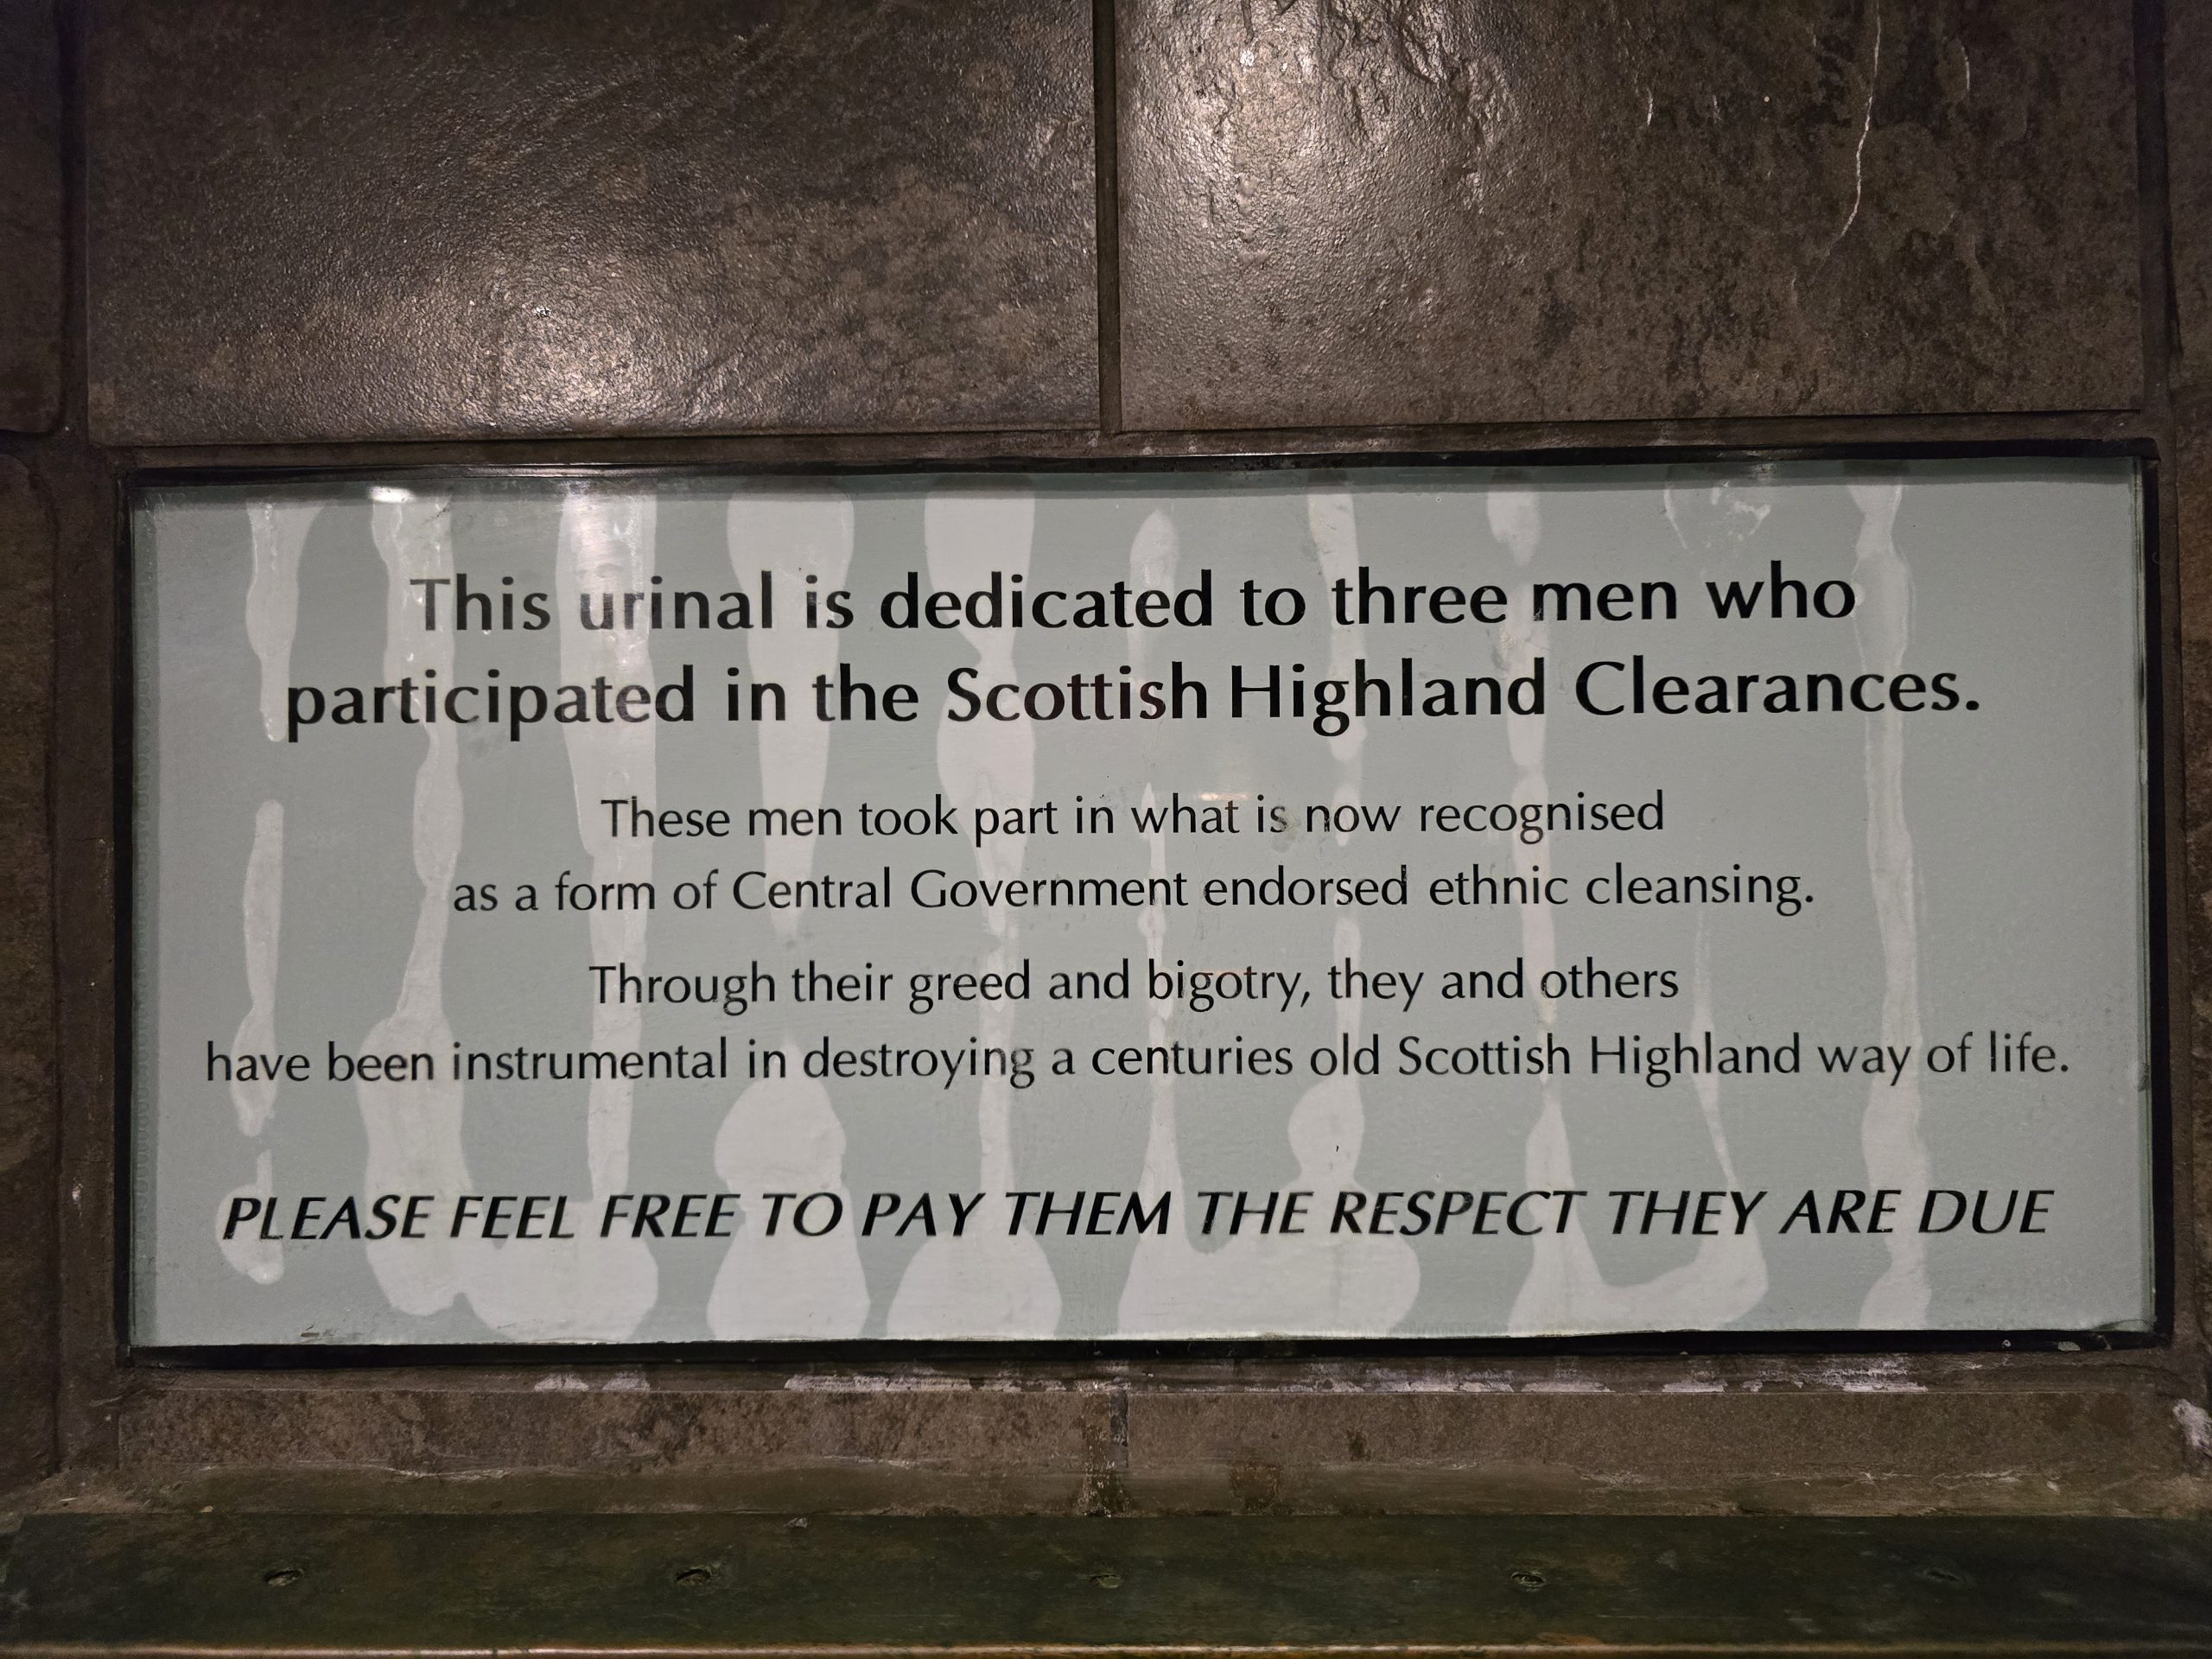 This urinal is dedicated to three men who
participated in the Scottish Highland Clearances.
These men took part in what is now recognised
as a form of Central Government endorsed ethnic cleansing.
Through their greed and bigotry, they and others
have been instrumental in destroying a centuries old Scottish Highland way of life.
PLEASE FEEL FREE TO PAY THEM THE RESPECT THEY ARE DUE